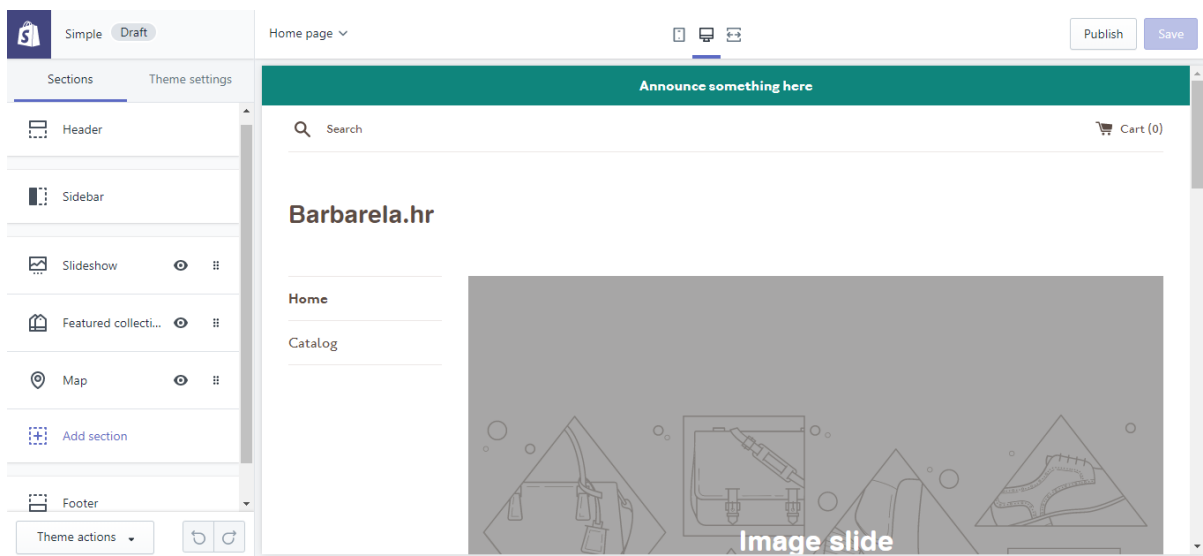 Simple Draft
Home page
Publish
Save
Sections
Theme settings
Header
Sidebar
Slideshow
Featured collecti...
Map
Add section
Footer
Theme actions
Announce something here
Search
Cart (0)
Barbarela.hr
Home
Catalog
Image slide